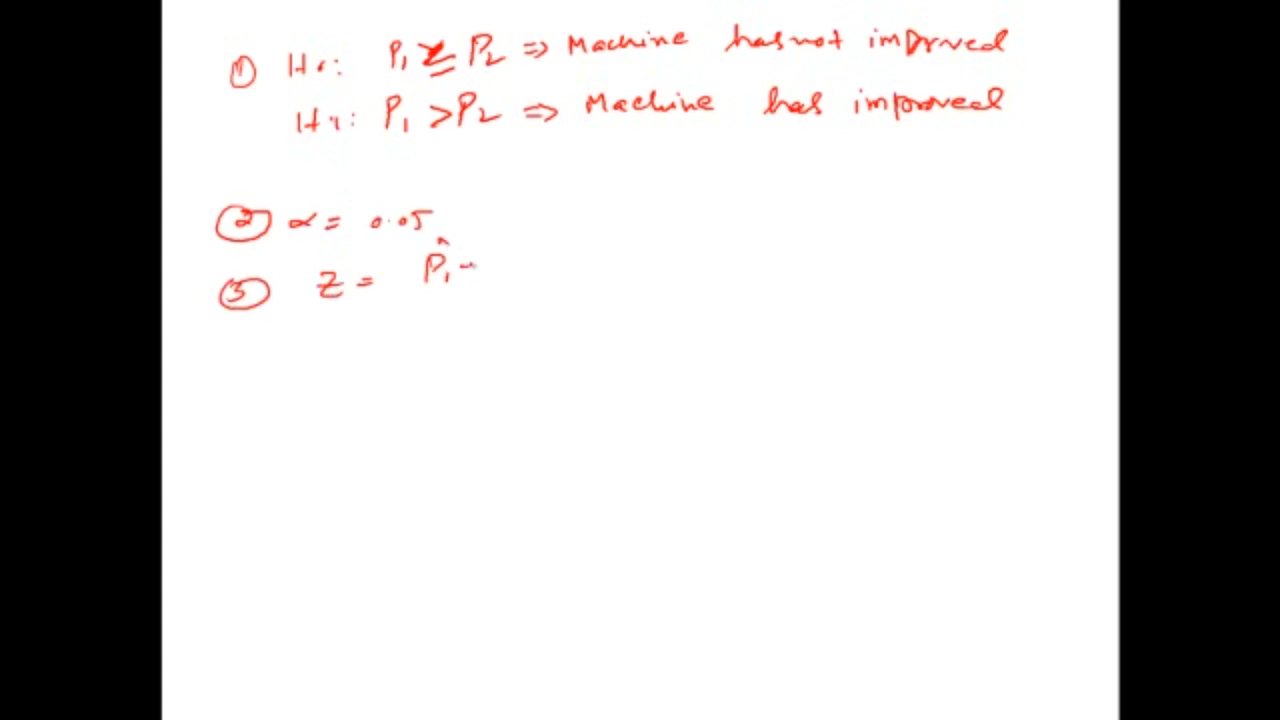 ① H₀: P₁ ≤ P₂ ⇒ Machine has not improved
H₁: P₁ > P₂ ⇒ Machine has improved
② α = 0.05
③ Z = P̂₁ -